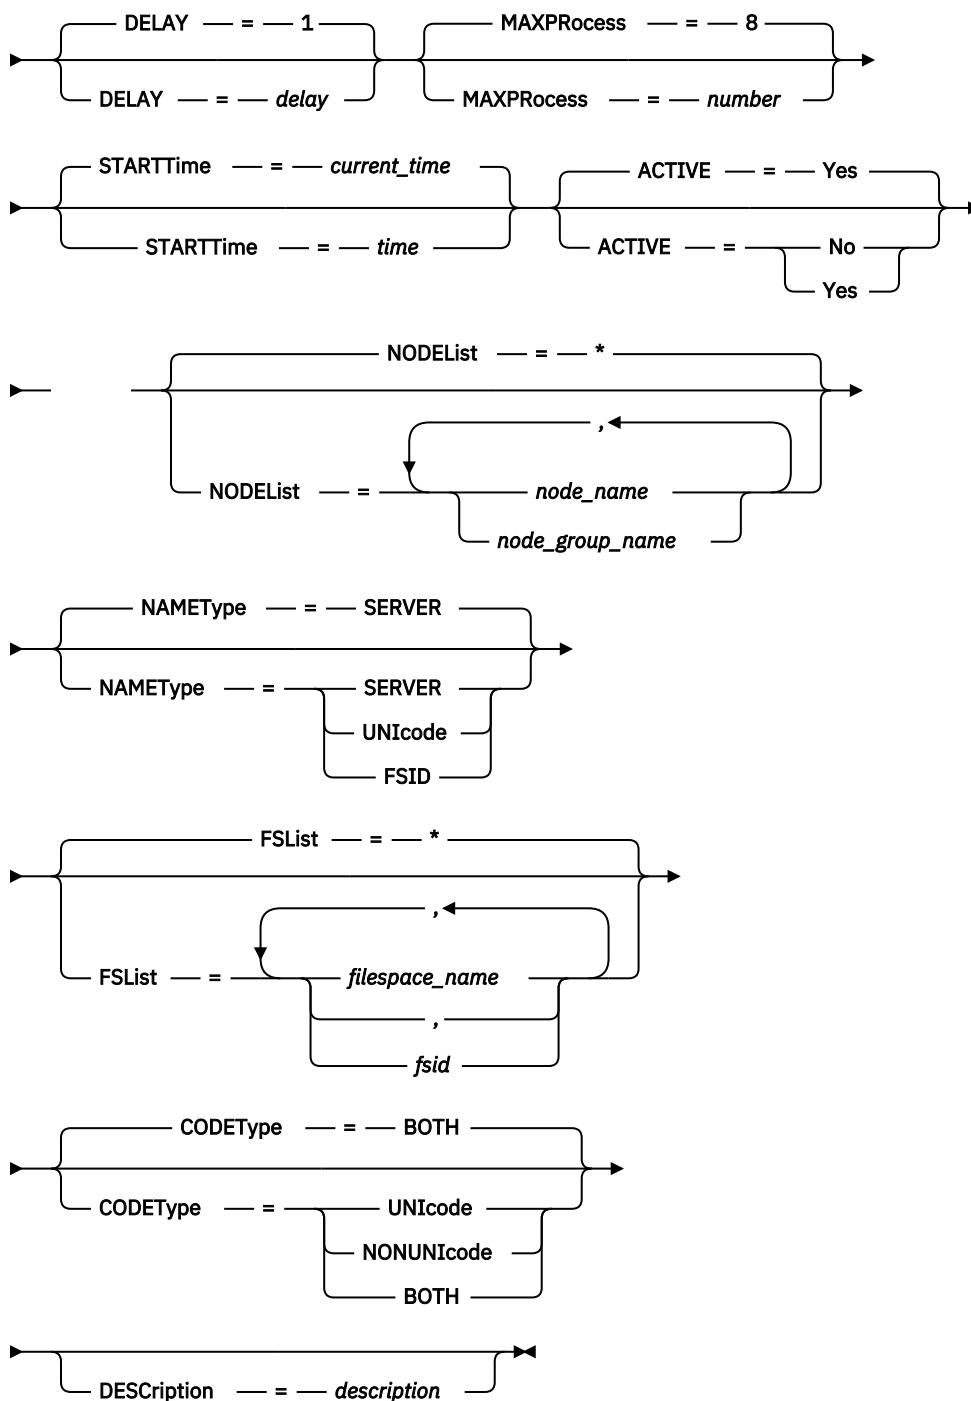 DELAY = 1 MAXPRocess = 8
DELAY = delay MAXPRocess = number
STARTTime = current_time ACTIVE = Yes
STARTTime = time ACTIVE = No
Yes
NODEList = *
,
NODEList = node_name
node_group_name
NAMEType = SERVER
NAMEType = SERVER
UNIcode
FSID
FSList = *
,
FSList = filespace_name
,
fsid
CODEType = BOTH
CODEType = UNIcode
NONUNIcode
BOTH
DESCription = description